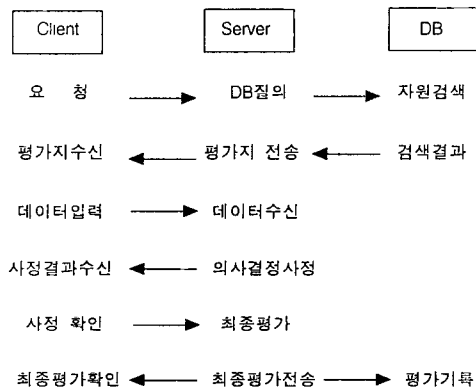 Client Server DB
요 청 DB질의 자원검색
평가지수신 평가지 전송 검색결과
데이터입력 데이터수신
사정결과수신 의사결정사정
사정 확인 최종평가
최종평가확인 최종평가전송 평가기록